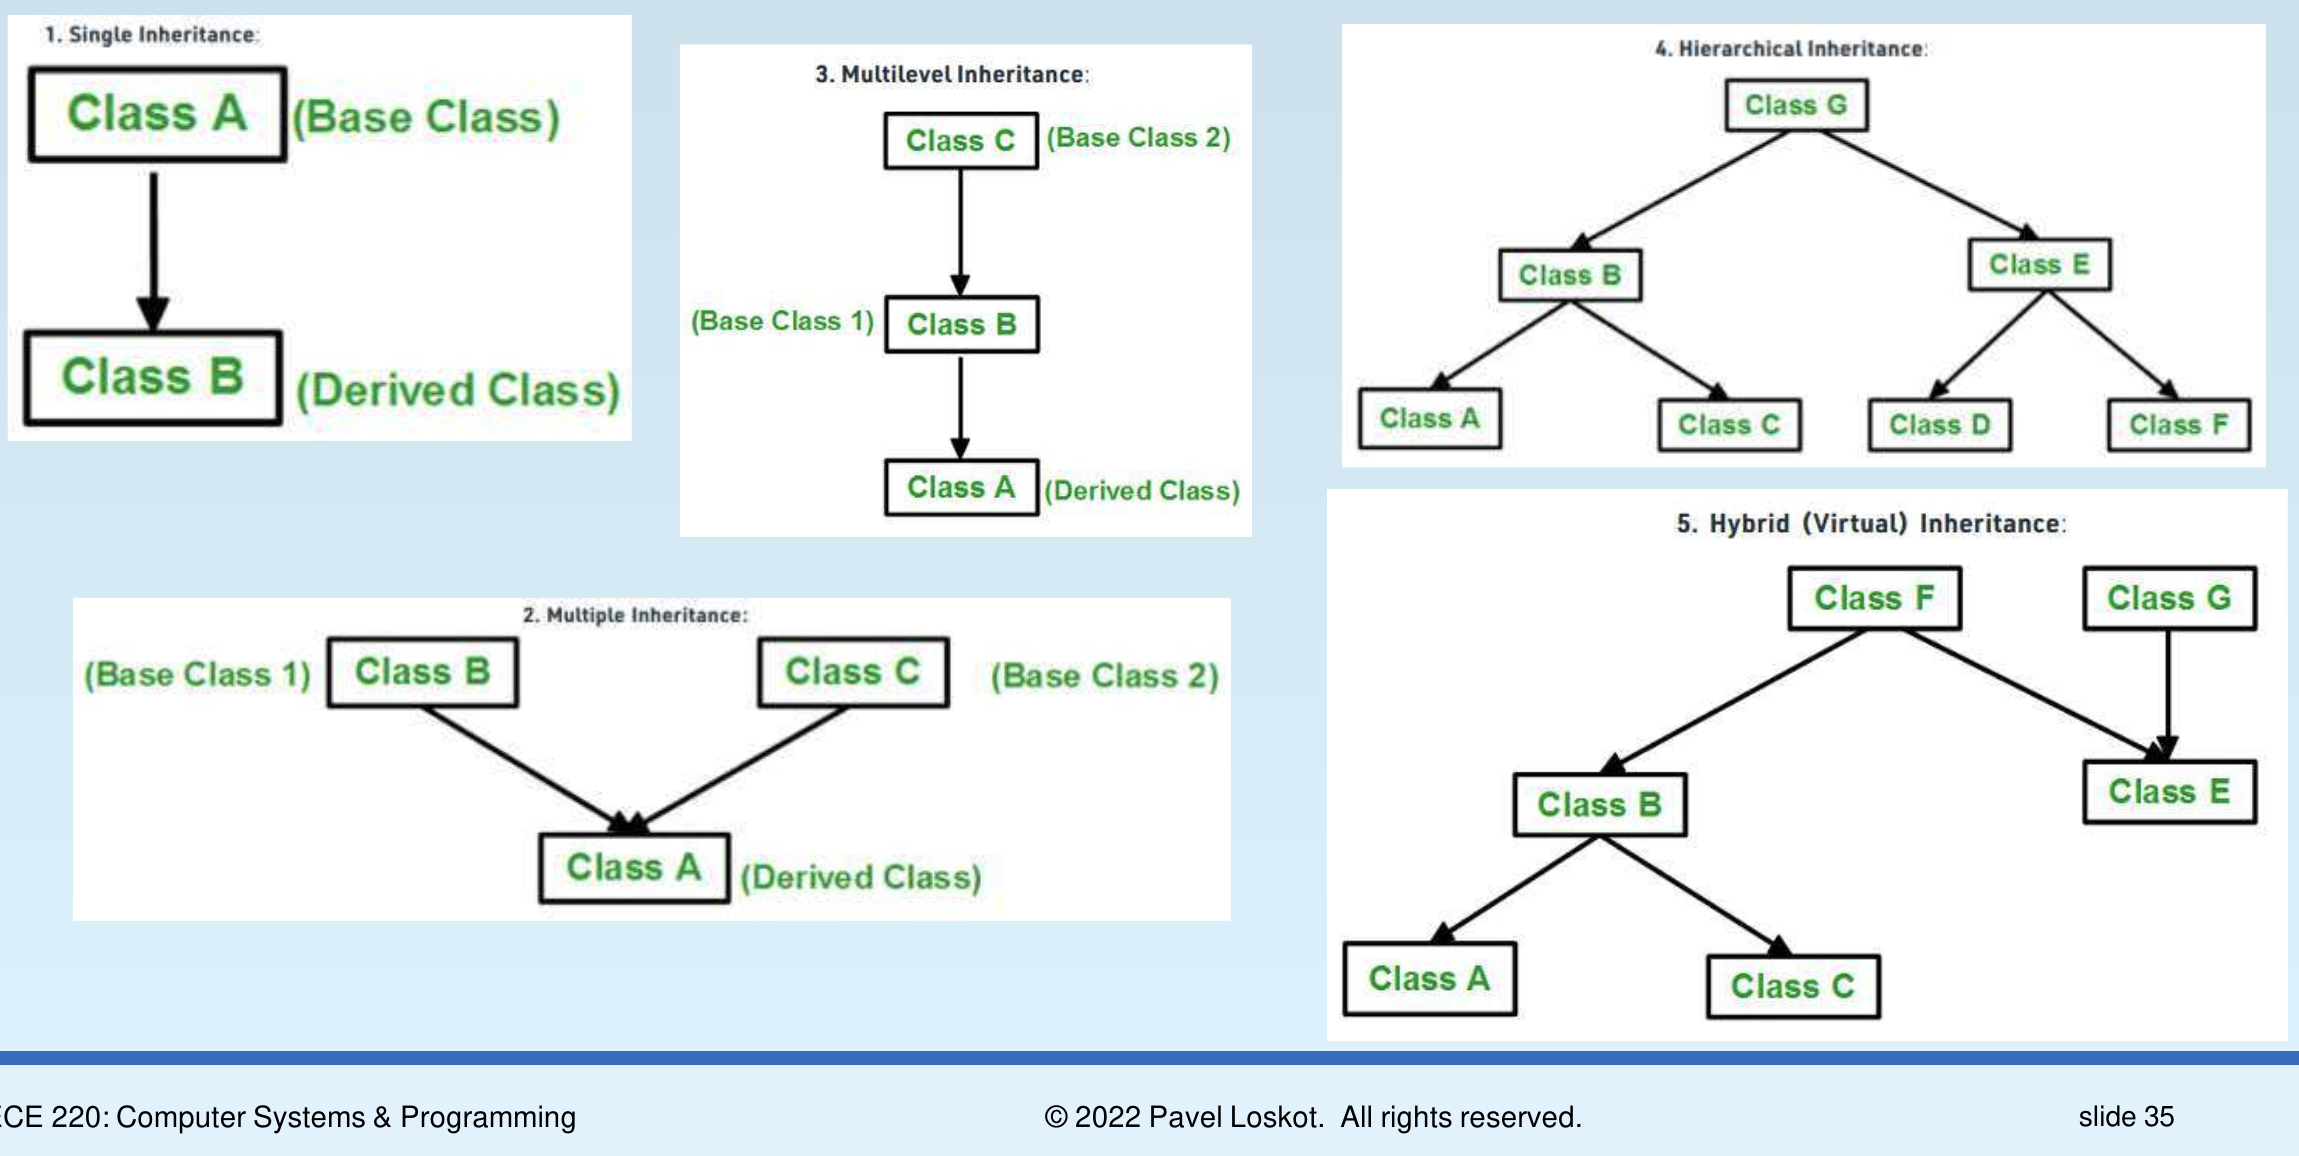 1. Single Inheritance:
Class A (Base Class)
Class B (Derived Class)
3. Multilevel Inheritance:
Class C (Base Class 2)
(Base Class 1) Class B
Class A (Derived Class)
4. Hierarchical Inheritance:
Class G
Class B Class E
Class A Class C Class D Class F
2. Multiple Inheritance:
(Base Class 1) Class B Class C (Base Class 2)
Class A (Derived Class)
5. Hybrid (Virtual) Inheritance:
Class F Class G
Class B Class E
Class A Class C
ECE 220: Computer Systems & Programming © 2022 Pavel Loskot. All rights reserved. slide 35